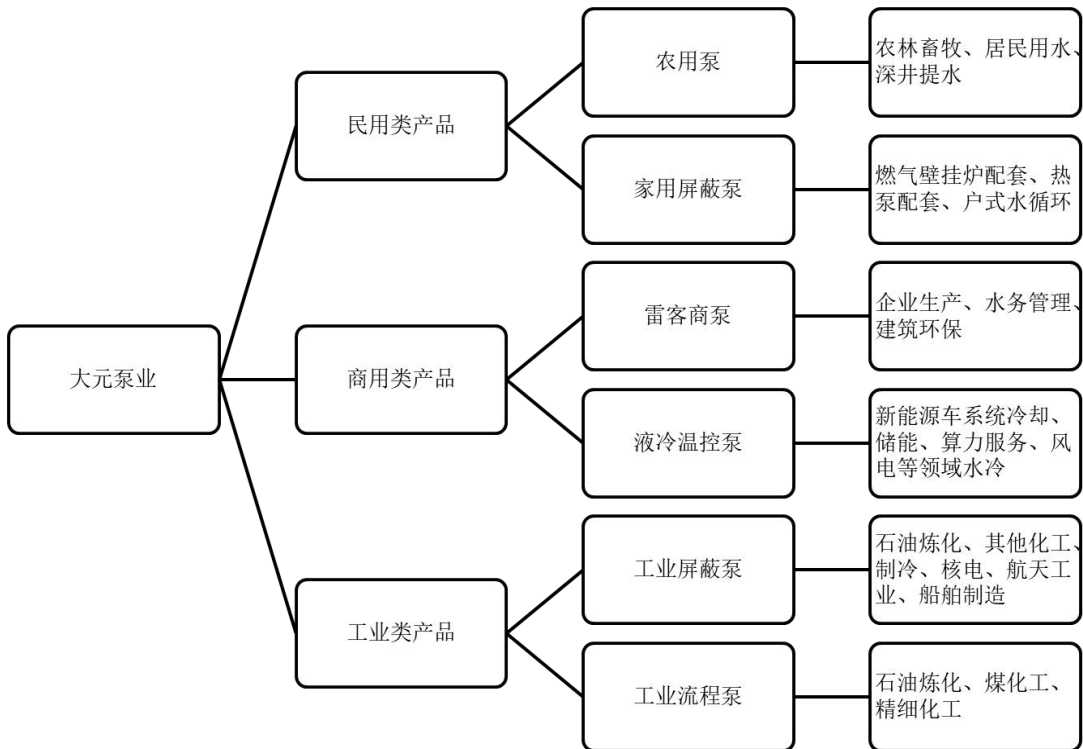 大元泵业
民用类产品
农用泵
农林畜牧、居民用水、
深井提水
家用屏蔽泵
燃气壁挂炉配套、热
泵配套、户式水循环
商用类产品
雷客商泵
企业生产、水务管理、
建筑环保
液冷温控泵
新能源车系统冷却、
储能、算力服务、风
电等领域水冷
工业类产品
工业屏蔽泵
石油炼化、其他化工、
制冷、核电、航天工
业、船舶制造
工业流程泵
石油炼化、煤化工、
精细化工